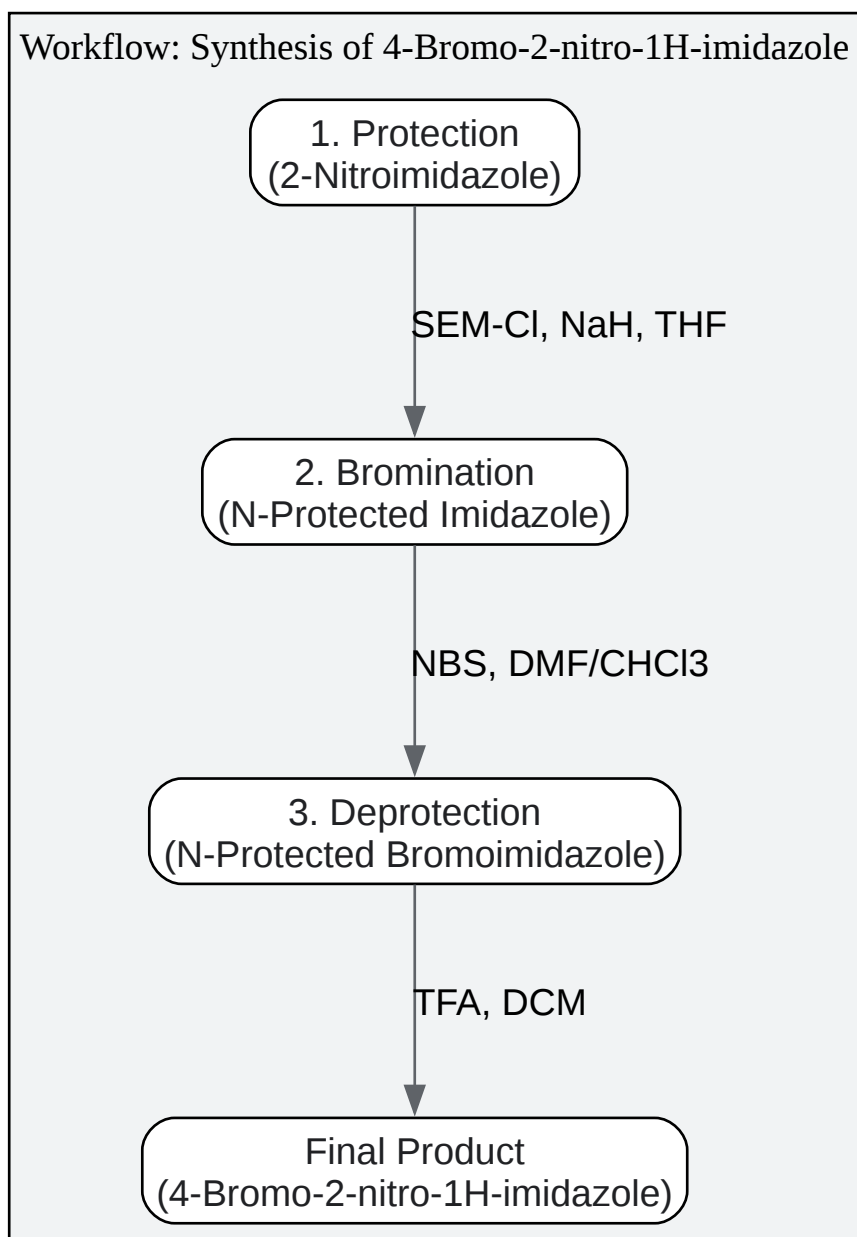 Workflow: Synthesis of 4-Bromo-2-nitro-1H-imidazole
1. Protection
(2-Nitroimidazole)
SEM-Cl, NaH, THF
2. Bromination
(N-Protected Imidazole)
NBS, DMF/CHCl3
3. Deprotection
(N-Protected Bromoimidazole)
TFA, DCM
Final Product
(4-Bromo-2-nitro-1H-imidazole)